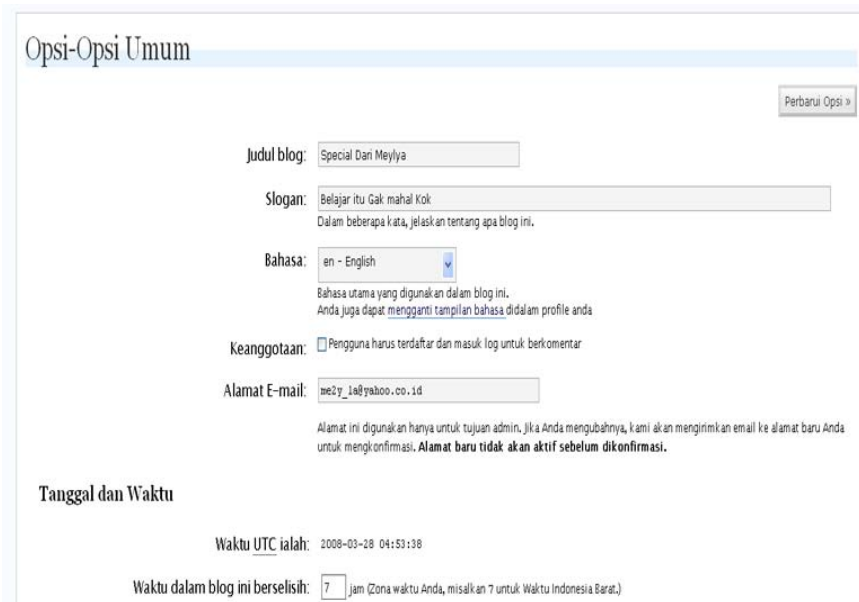 Opsi-Opsi Umum
Perbarui Opsi »
Judul blog: Special Dari Meylya
Slogan: Belajar itu Gak mahal Kok
Dalam beberapa kata, jelaskan tentang apa blog ini.
Bahasa: en - English
Bahasa utama yang digunakan dalam blog ini.
Anda juga dapat mengganti tampilan bahasa didalam profile anda
Keanggotaan: Pengguna harus terdaftar dan masuk log untuk berkomentar
Alamat E-mail: me2y_la@yahoo.co.id
Alamat ini digunakan hanya untuk tujuan admin. Jika Anda mengubahnya, kami akan mengirimkan email ke alamat baru Anda
untuk mengkonfirmasi. Alamat baru tidak akan aktif sebelum dikonfirmasi.
Tanggal dan Waktu
Waktu UTC ialah: 2008-03-28 04:53:38
Waktu dalam blog ini berselisih: 7 jam (Zona waktu Anda, misalkan 7 untuk Waktu Indonesia Barat.)